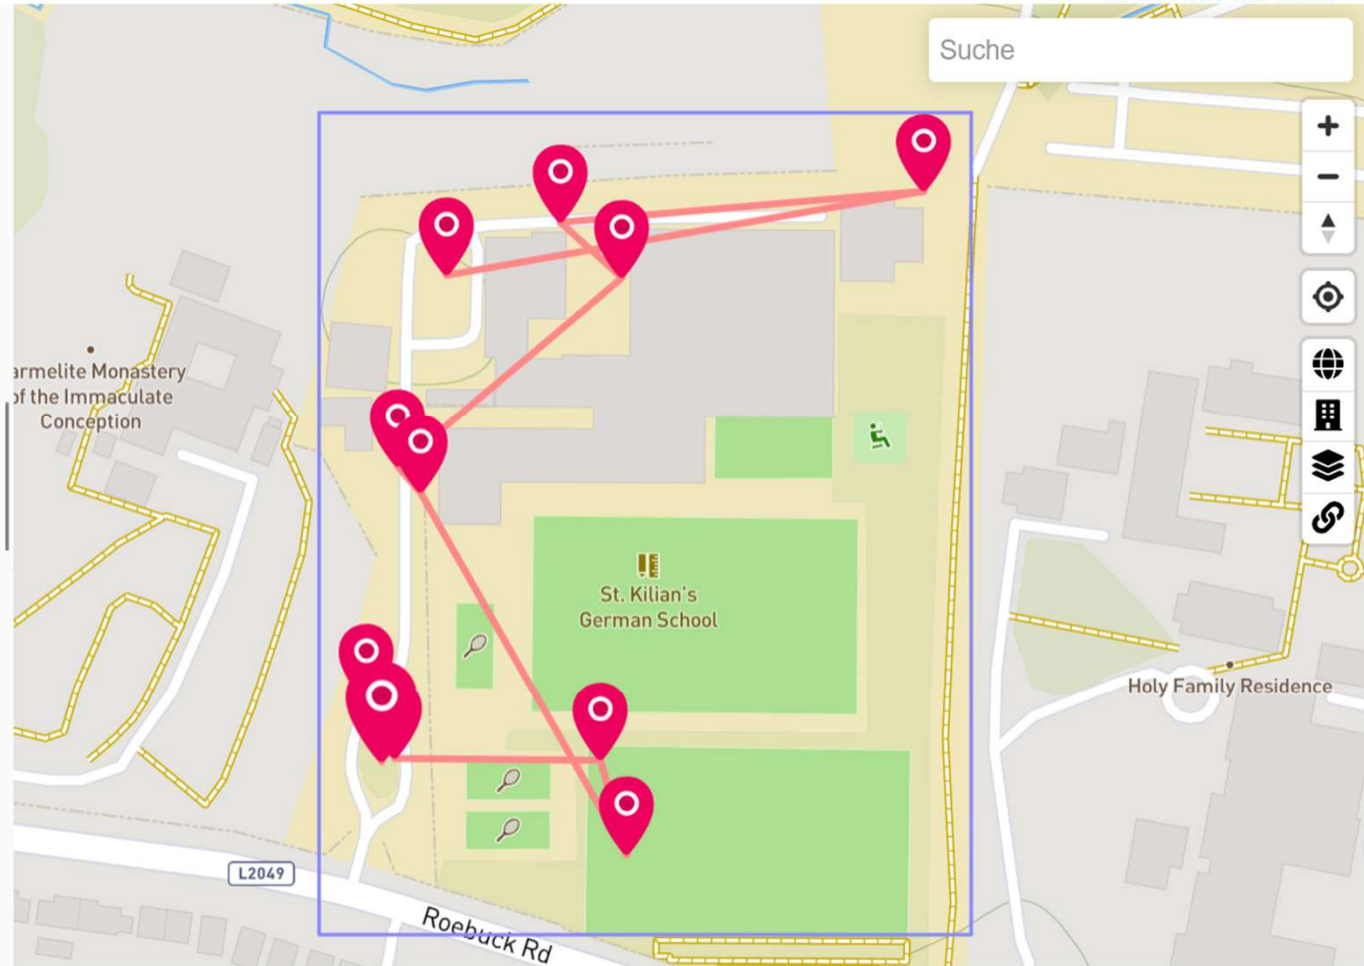 Suche
armelite Monastery
of the Immaculate
Conception
St. Kilian's
German School
Holy Family Residence
L2049
Roebuck Rd